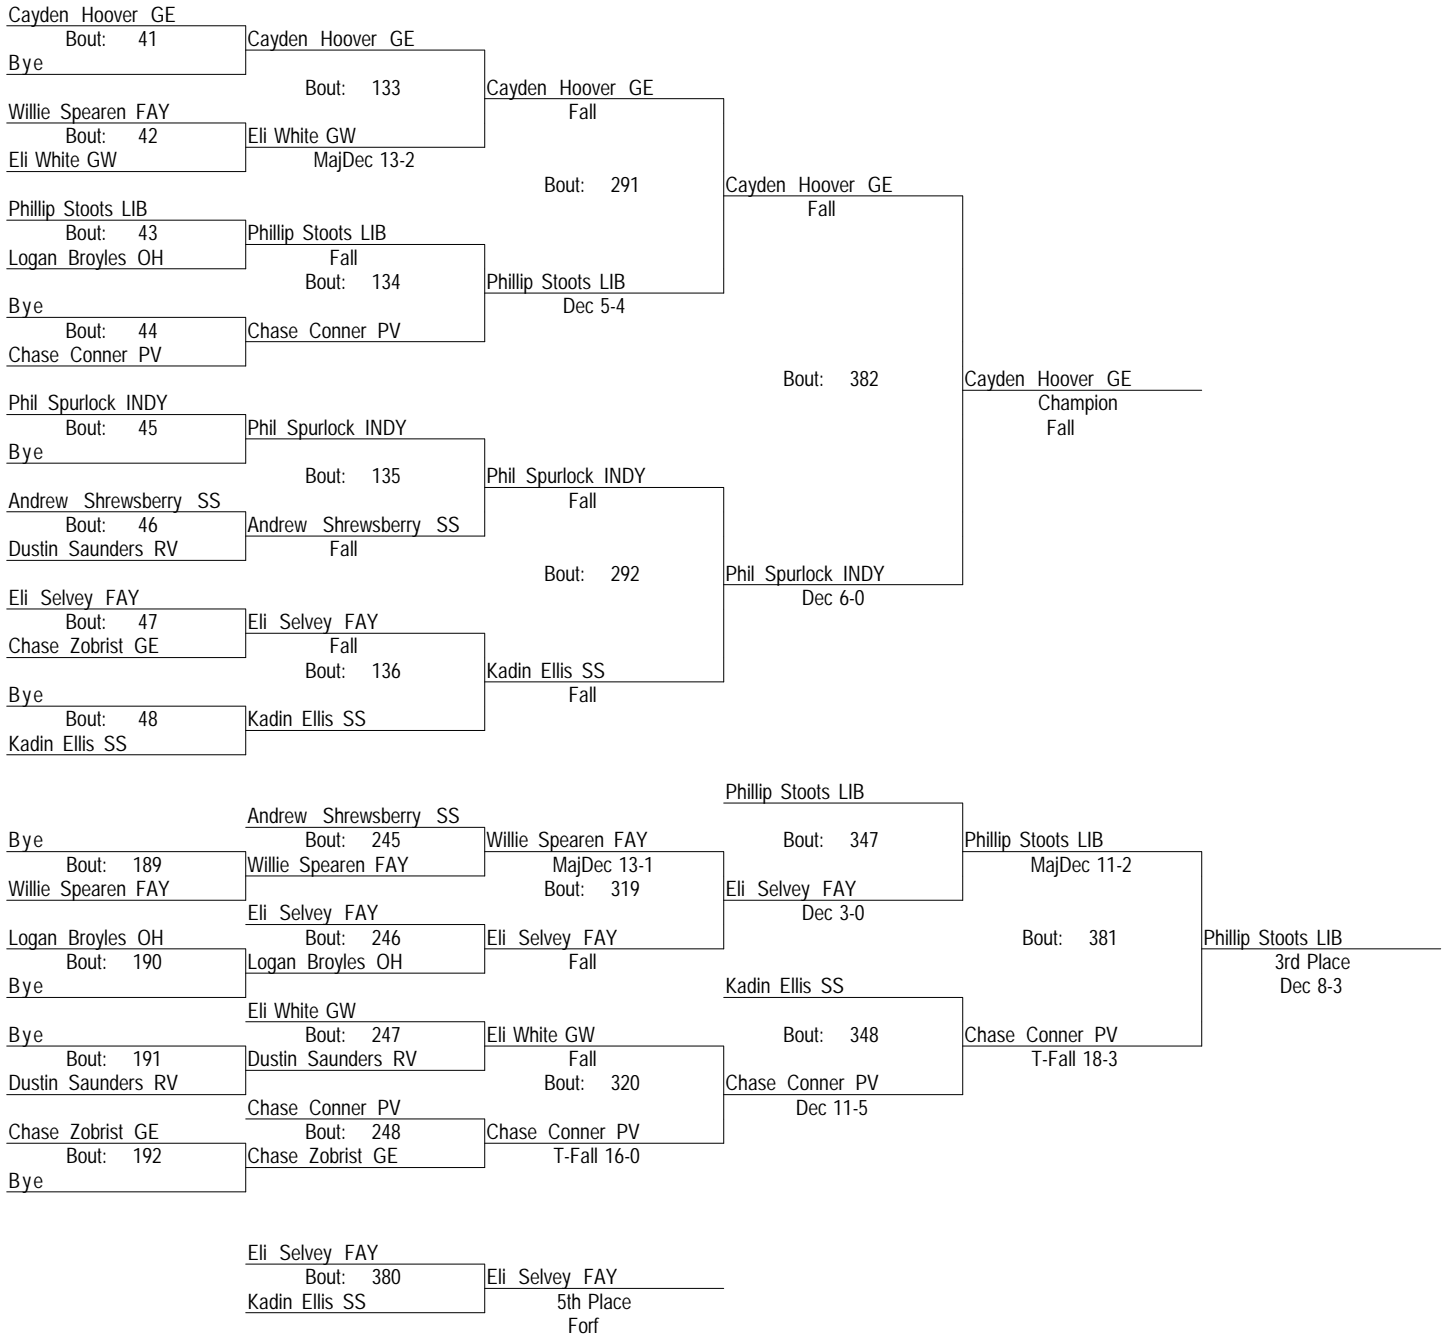 Cayden Hoover GE
Bout: 41 Cayden Hoover GE
Bye
Bout: 133 Cayden Hoover GE
Willie Spearen FAY Fall
Bout: 42 Eli White GW
Eli White GW MajDec 13-2
Bout: 291 Cayden Hoover GE
Phillip Stoots LIB Fall
Bout: 43 Phillip Stoots LIB
Logan Broyles OH Fall
Bout: 134 Phillip Stoots LIB
Bye Dec 5-4
Bout: 44 Chase Conner PV
Chase Conner PV
Bout: 382 Cayden Hoover GE
Phil Spurlock INDY Champion
Bout: 45 Phil Spurlock INDY Fall
Bye
Bout: 135 Phil Spurlock INDY
Andrew Shrewsberry SS Fall
Bout: 46 Andrew Shrewsberry SS
Dustin Saunders RV Fall
Bout: 292 Phil Spurlock INDY
Eli Selvey FAY Dec 6-0
Bout: 47 Eli Selvey FAY
Chase Zobrist GE Fall
Bout: 136 Kadin Ellis SS
Bye Fall
Bout: 48 Kadin Ellis SS
Kadin Ellis SS
Phillip Stoots LIB
Andrew Shrewsberry SS
Bye Bout: 245 Willie Spearen FAY Bout: 347 Phillip Stoots LIB
Bout: 189 Willie Spearen FAY MajDec 13-1 MajDec 11-2
Willie Spearen FAY Bout: 319 Eli Selvey FAY
Eli Selvey FAY Dec 3-0
Logan Broyles OH Bout: 246 Eli Selvey FAY Bout: 381 Phillip Stoots LIB
Bout: 190 Logan Broyles OH Fall 3rd Place
Bye Kadin Ellis SS Dec 8-3
Eli White GW
Bye Bout: 247 Eli White GW Bout: 348 Chase Conner PV
Bout: 191 Dustin Saunders RV Fall T-Fall 18-3
Dustin Saunders RV Bout: 320 Chase Conner PV
Chase Conner PV Dec 11-5
Chase Zobrist GE Bout: 248 Chase Conner PV
Bout: 192 Chase Zobrist GE T-Fall 16-0
Bye
Eli Selvey FAY
Bout: 380 Eli Selvey FAY
Kadin Ellis SS 5th Place
Forf